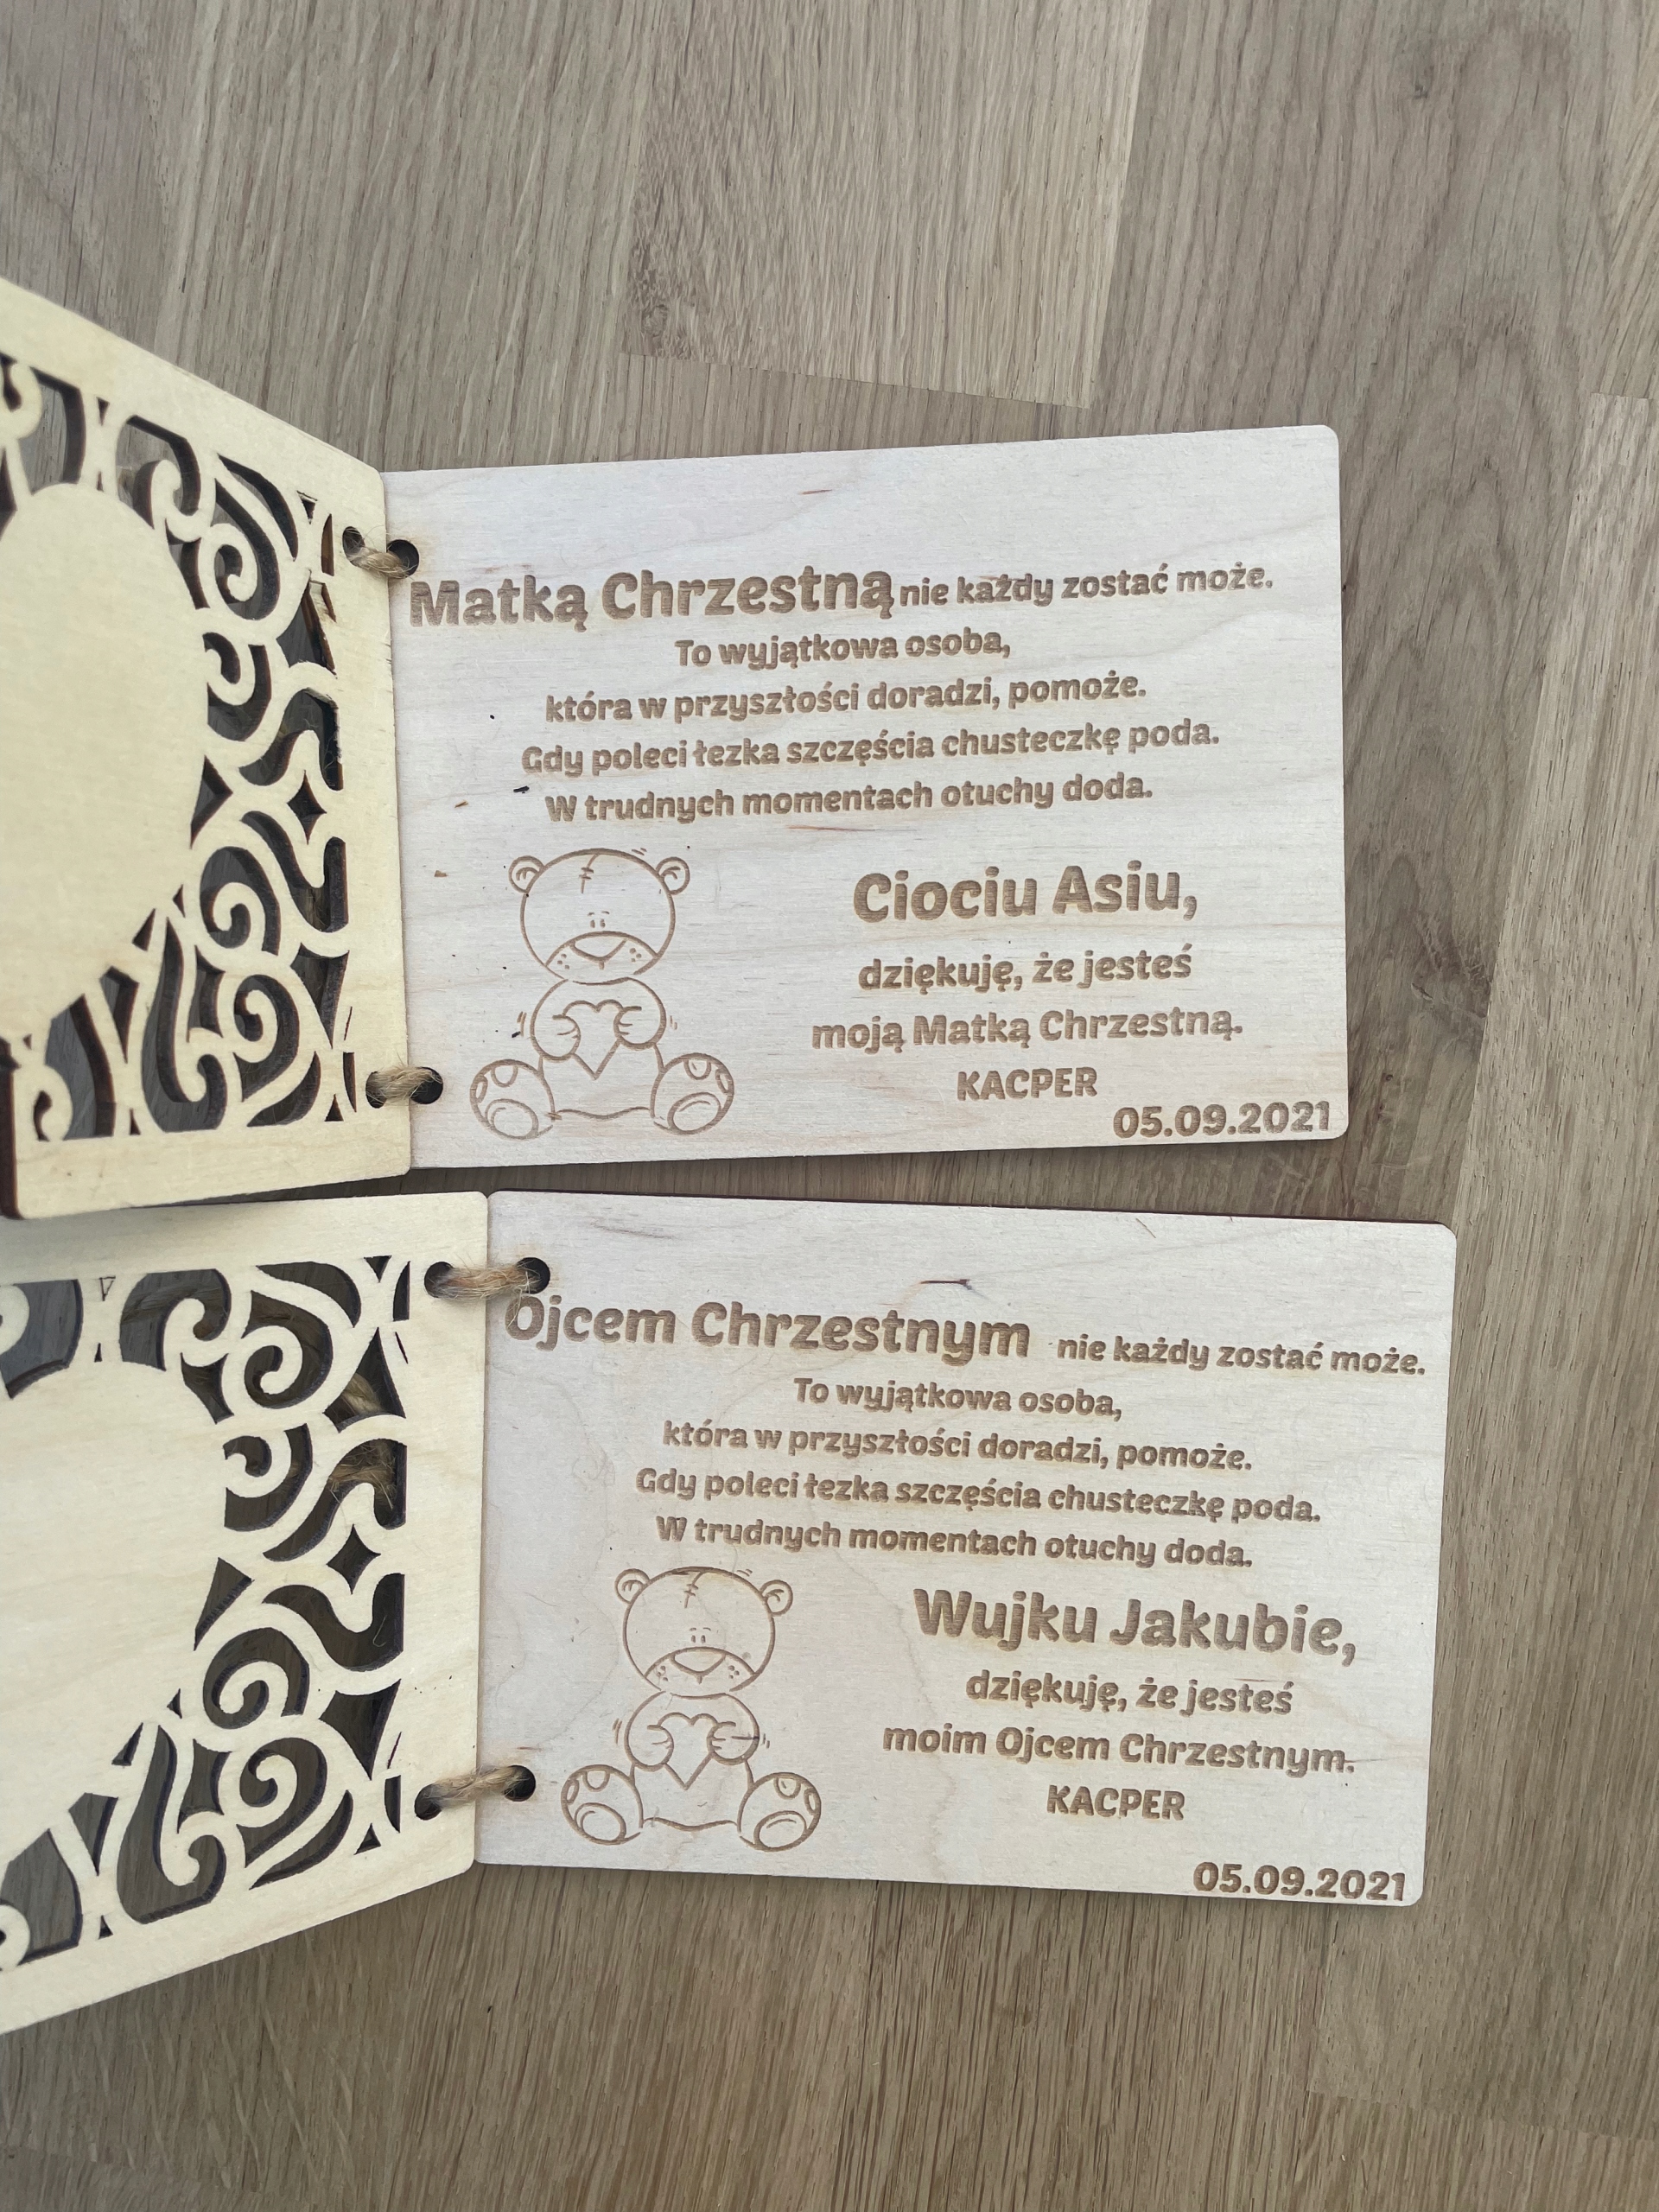 Matką Chrzestną nie każdy zostać może.
To wyjątkowa osoba,
która w przyszłości doradzi, pomoże.
Gdy poleci łezka szczęścia chusteczkę poda.
W trudnych momentach otuchy doda.
Ciociu Asiu,
dziękuję, że jesteś
moją Matką Chrzestną.
KACPER
05.09.2021
Ojcem Chrzestnym nie każdy zostać może.
To wyjątkowa osoba,
która w przyszłości doradzi, pomoże.
Gdy poleci łezka szczęścia chusteczkę poda.
W trudnych momentach otuchy doda.
Wujku Jakubie,
dziękuję, że jesteś
moim Ojcem Chrzestnym.
KACPER
05.09.2021